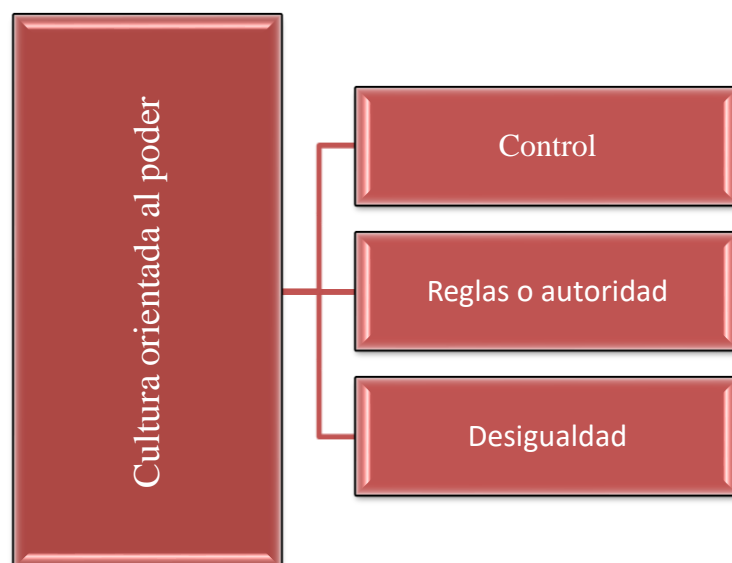 Cultura orientada al poder
Control
Reglas o autoridad
Desigualdad